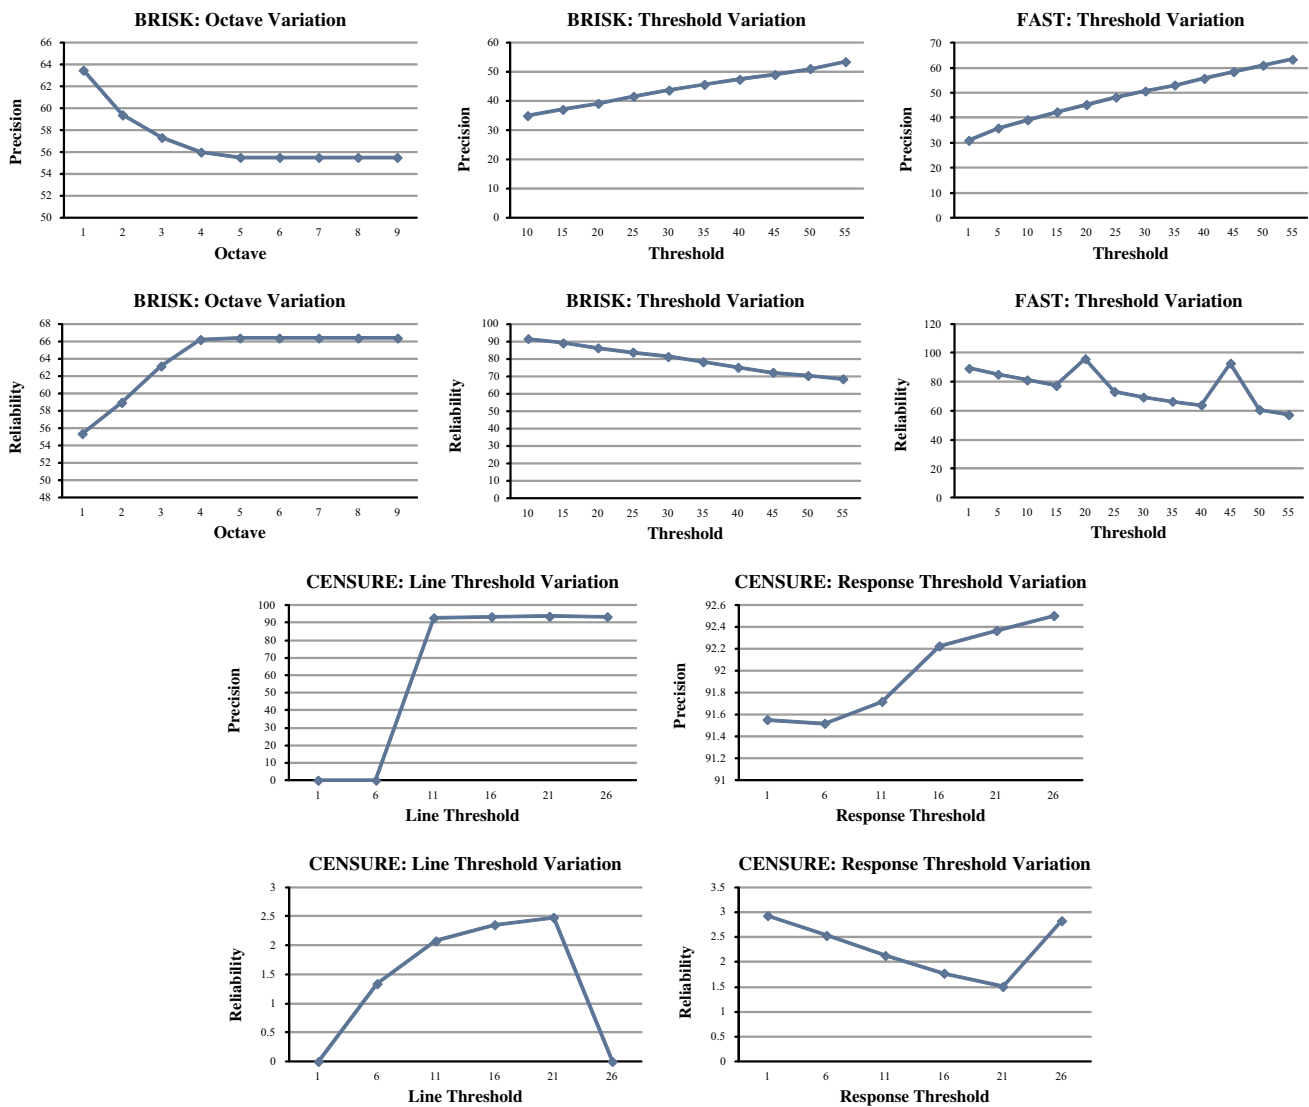 BRISK: Octave Variation
66
64
62
60
58
56
54
52
50
Precision
1 2 3 4 5 6 7 8 9
Octave
BRISK: Threshold Variation
60
50
40
30
20
10
0
Precision
10 15 20 25 30 35 40 45 50 55
Threshold
FAST: Threshold Variation
70
60
50
40
30
20
10
0
Precision
1 5 10 15 20 25 30 35 40 45 50 55
Threshold
BRISK: Octave Variation
68
66
64
62
60
58
56
54
52
50
48
Reliability
1 2 3 4 5 6 7 8 9
Octave
BRISK: Threshold Variation
100
90
80
70
60
50
40
30
20
10
0
Reliability
10 15 20 25 30 35 40 45 50 55
Threshold
FAST: Threshold Variation
120
100
80
60
40
20
0
Reliability
1 5 10 15 20 25 30 35 40 45 50 55
Threshold
CENSURE: Line Threshold Variation
100
90
80
70
60
50
40
30
20
10
0
Precision
1 6 11 16 21 26
Line Threshold
CENSURE: Response Threshold Variation
92.6
92.4
92.2
92
91.8
91.6
91.4
91.2
91
Precision
1 6 11 16 21 26
Response Threshold
CENSURE: Line Threshold Variation
3
2.5
2
1.5
1
0.5
0
Reliability
1 6 11 16 21 26
Line Threshold
CENSURE: Response Threshold Variation
3.5
3
2.5
2
1.5
1
0.5
0
Reliability
1 6 11 16 21 26
Response Threshold